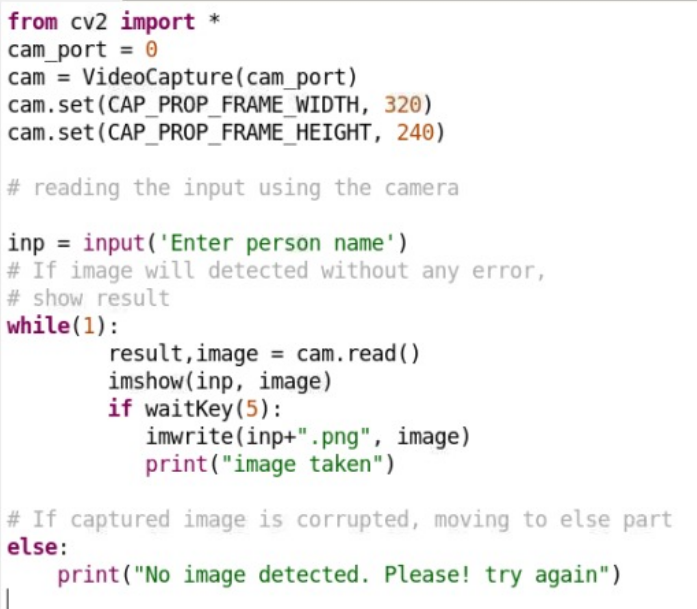 from cv2 import *
cam_port = 0
cam = VideoCapture(cam_port)
cam.set(CAP_PROP_FRAME_WIDTH, 320)
cam.set(CAP_PROP_FRAME_HEIGHT, 240)

# reading the input using the camera

inp = input('Enter person name')
# If image will detected without any error,
# show result
while(1):
        result,image = cam.read()
        imshow(inp, image)
        if waitKey(5):
           imwrite(inp+".png", image)
           print("image taken")

# If captured image is corrupted, moving to else part
else:
    print("No image detected. Please! try again")